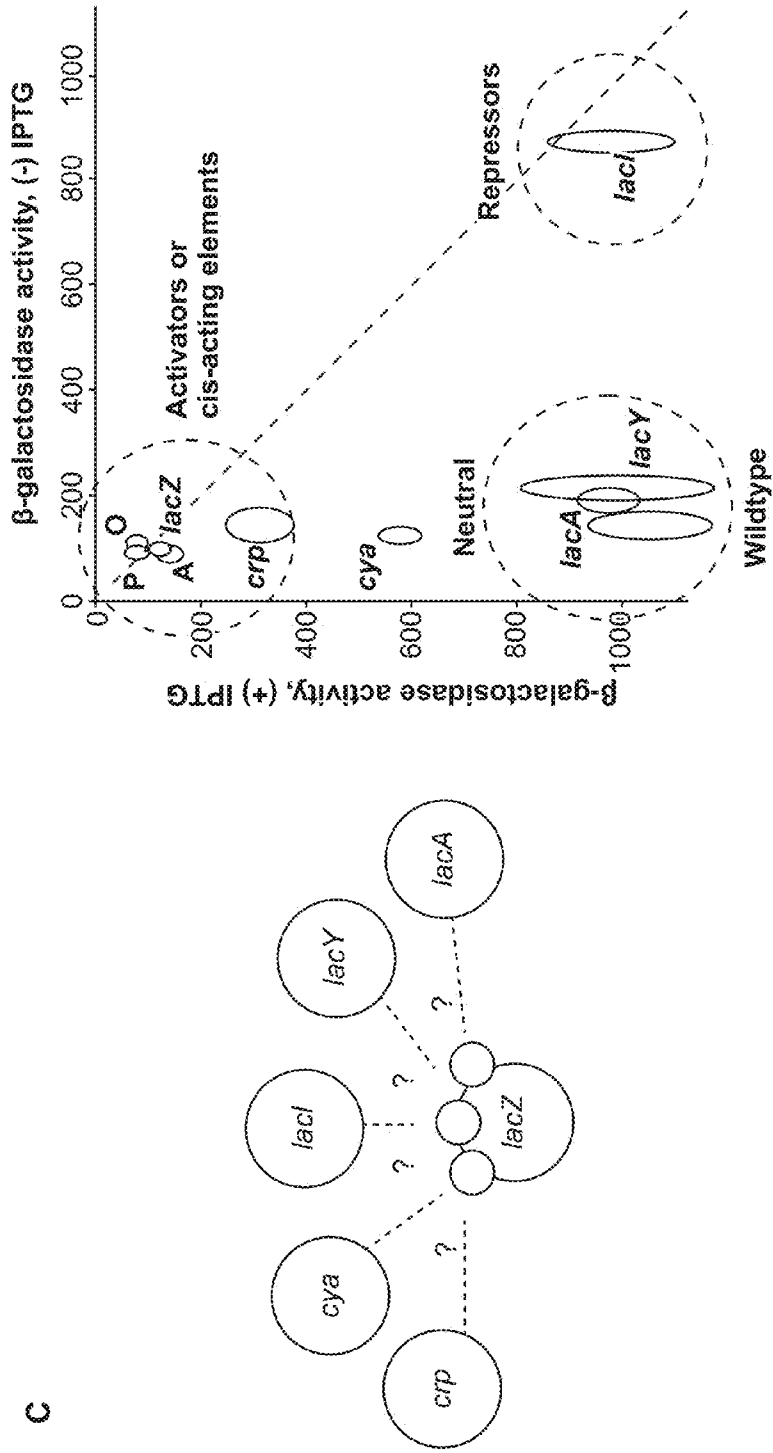 C
crp
cya
lacI
lacY
lacA
?
?
?
?
lacZ
β-galactosidase activity, (-) IPTG
0
200
400
600
800
1000
β-galactosidase activity, (+) IPTG
0
200
400
600
800
1000
Activators or
cis-acting elements
P
O
A
lacZ
crp
cya
Neutral
lacA
lacY
Wildtype
Repressors
lacI